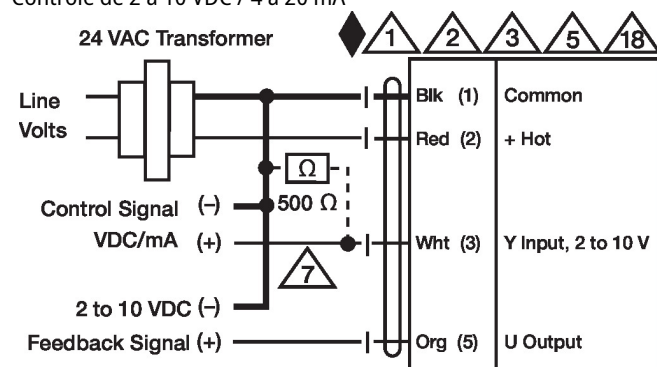 Contrôle de 2 à 10 VDC / 4 à 20 mA
24 VAC Transformer
1 2 3 5 18
Line
Volts
Blk (1) Common
Red (2) + Hot
Ω
500 Ω
Control Signal (-)
VDC/mA (+)
Wht (3) Y Input, 2 to 10 V
7
2 to 10 VDC (-)
Feedback Signal (+)
Org (5) U Output